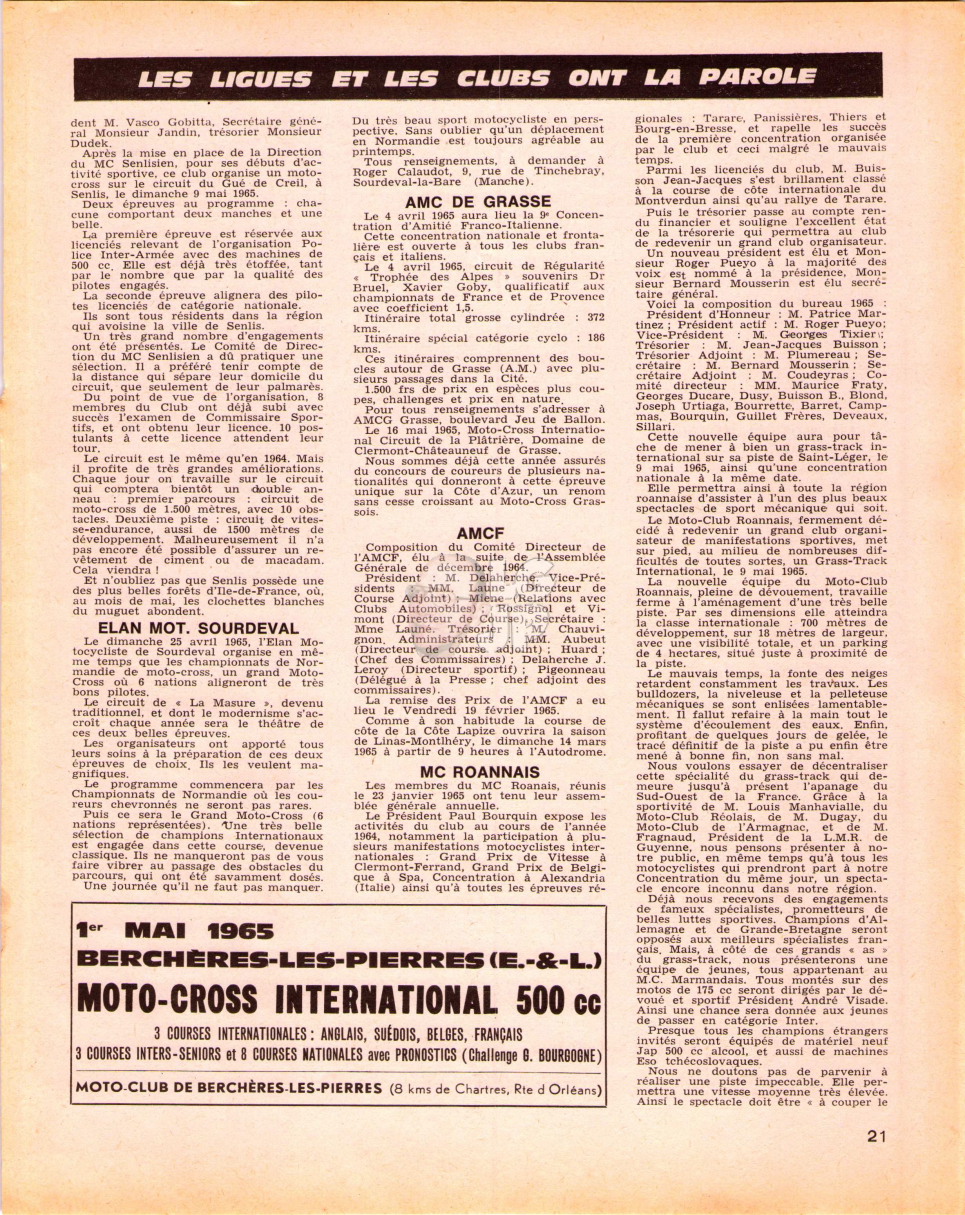 LES LIGUES ET LES CLUBS ONT LA PAROLE
dent M. Vasco Gobitta, Secrétaire géné-
ral Monsieur Jandin, trésorier Monsieur
Dudek.
Après la mise en place de la Direction
du MC Senlisien, pour ses débuts d'ac-
tivité sportive, ce club organise un moto-
cross sur le circuit du Gué de Creil, à
Senlis, le dimanche 9 mai 1965.
Deux épreuves au programme : cha-
cune comportant deux manches et une
belle.
La première épreuve est réservée aux
licenciés relevant de l'organisation Po-
lice Inter-Armée avec des machines de
500 cc. Elle est déjà très étoffée, tant
par le nombre que par la qualité des
pilotes engagés.
La seconde épreuve alignera des pilo-
tes licenciés de catégorie nationale.
Ils sont tous résidents dans la région
qui avoisine la ville de Senlis.
Un très grand nombre d'engagements
ont été présentés. Le Comité de Direc-
tion du MC Senlisien a dû pratiquer une
sélection. Il a préféré tenir compte de
la distance qui sépare leur domicile du
circuit, que seulement de leur palmarès.
Du point de vue de l'organisation, 8
membres du Club ont déjà subi avec
succès l'examen de Commissaire Spor-
tifs, et ont obtenu leur licence. 10 pos-
tulants à cette licence attendent leur
tour.
Le circuit est le même qu'en 1964. Mais
il profite de très grandes améliorations.
Chaque jour on travaille sur le circuit
qui comptera bientôt un double an-
neau : premier parcours : circuit de
moto-cross de 1.500 mètres, avec 10 obs-
tacles. Deuxième piste : circuit de vites-
se-endurance, aussi de 1500 mètres de
développement. Malheureusement il n'a
pas encore été possible d'assurer un re-
vêtement de ciment ou de macadam.
Cela viendra !
Et n'oubliez pas que Senlis possède une
des plus belles forêts d'Ile-de-France, où,
au mois de mai, les clochettes blanches
du muguet abondent.
ELAN MOT. SOURDEVAL
Le dimanche 25 avril 1965, l'Elan Mo-
tocycliste de Sourdeval organise en mê-
me temps que les championnats de Nor-
mandie de moto-cross, un grand Moto-
Cross où 6 nations aligneront de très
bons pilotes.
Le circuit de « La Masure », devenu
traditionnel, et dont le modernisme s'ac-
croît chaque année sera le théâtre de
ces deux belles épreuves.
Les organisateurs ont apporté tous
leurs soins à la préparation de ces deux
épreuves de choix. Ils les veulent ma-
gnifiques.
Le programme commencera par les
Championnats de Normandie où les cou-
reurs chevronnés ne seront pas rares.
Puis ce sera le Grand Moto-Cross (6
nations représentées). Une très belle
sélection de champions Internationaux
est engagée dans cette course, devenue
classique. Ils ne manqueront pas de vous
faire vibrer au passage des obstacles du
parcours, qui ont été savamment dosés.
Une journée qu'il ne faut pas manquer.
Du très beau sport motocycliste en pers-
pective. Sans oublier qu'un déplacement
en Normandie est toujours agréable au
printemps.
Tous renseignements, à demander à
Roger Calaudot, 9, rue de Tinchebray,
Sourdeval-la-Bare (Manche).
AMC DE GRASSE
Le 4 avril 1965 aura lieu la 9e Concen-
tration d'Amitié Franco-Italienne.
Cette concentration nationale et fronta-
lière est ouverte à tous les clubs fran-
çais et italiens.
Le 4 avril 1965, circuit de Régularité
« Trophée des Alpes » souvenirs Dr
Bruel, Xavier Goby, qualificatif aux
championnats de France et de Provence
avec coefficient 1,5.
Itinéraire total grosse cylindrée : 372
kms.
Itinéraire spécial catégorie cyclo : 186
kms.
Ces itinéraires comprennent des bou-
cles autour de Grasse (A.M.) avec plu-
sieurs passages dans la Cité.
1.500 frs de prix en espèces plus cou-
pes, challenges et prix en nature.
Pour tous renseignements s'adresser à
AMCG Grasse, boulevard Jeu de Ballon.
Le 16 mai 1965, Moto-Cross Internatio-
nal Circuit de la Plâtrière, Domaine de
Clermont-Châteauneuf de Grasse.
Nous sommes déjà cette année assurés
du concours de coureurs de plusieurs na-
tionalités qui donneront à cette épreuve
unique sur la Côte d'Azur, un renom
sans cesse croissant au Moto-Cross Gras-
sois.
AMCF
Composition du Comité Directeur de
l'AMCF, élu à la suite de l'Assemblée
Générale de décembre 1964.
Président : M. Delaherche, Vice-Pré-
sidents : MM. Laune (Directeur de
Course Adjoint) ; Miène (Relations avec
Clubs Automobiles) ; Rossignol et Vi-
mont (Directeur de Course), Secrétaire :
Mme Launé. Trésorier : M. Chauvi-
gnon, Administrateurs : MM. Aubeut
(Directeur de course adjoint) ; Huard ;
(Chef des Commissaires) ; Delaherche J.
Leroy (Directeur sportif) ; Pigeonneau
(Délégué à la Presse ; chef adjoint des
commissaires).
La remise des Prix de l'AMCF a eu
lieu le Vendredi 19 février 1965.
Comme à son habitude la course de
côte de la Côte Lapize ouvrira la saison
de Linas-Montlhéry, le dimanche 14 mars
1965 à partir de 9 heures à l'Autodrome.
MC ROANNAIS
Les membres du MC Roanais, réunis
le 23 janvier 1965 ont tenu leur assem-
blée générale annuelle.
Le Président Paul Bourquin expose les
activités du club au cours de l'année
1964, notamment la participation à plu-
sieurs manifestations motocyclistes inter-
nationales : Grand Prix de Vitesse à
Clermont-Ferrand, Grand Prix de Belgi-
que à Spa, Concentration à Alexandria
(Italie) ainsi qu'à toutes les épreuves ré-
gionales : Tarare, Panissières, Thiers et
Bourg-en-Bresse, et rapelle les succès
de la première concentration organisée
par le club et ceci malgré le mauvais
temps.
Parmi les licenciés du club, M. Buis-
son Jean-Jacques s'est brillament classé
à la course de côte internationale du
Montverdun ainsi qu'au rallye de Tarare.
Puis le trésorier passe au compte ren-
du financier et souligne l'excellent état
de la trésorerie qui permettra au club
de redevenir un grand club organisateur.
Un nouveau président est élu et Mon-
sieur Roger Pueyo à la majorité des
voix est nommé à la présidence, Mon-
sieur Bernard Mousserin est élu secré-
taire général.
Voici la composition du bureau 1965 :
Président d'Honneur : M. Patrice Mar-
tinez ; Président actif : M. Roger Pueyo;
Vice-Président : M. Georges Tixier ;
Trésorier : M. Jean-Jacques Buisson ;
Trésorier Adjoint : M. Plumereau ; Se-
crétaire : M. Bernard Mousserin ; Se-
crétaire Adjoint : M. Coudeyras ; Co-
mité directeur : MM. Maurice Fraty,
Georges Ducare, Dusy, Buisson B., Blond,
Joseph Urtiaga, Bourrette, Barret, Camp-
mas, Bourquin, Guillet Frères, Deveaux,
Sillari.
Cette nouvelle équipe aura pour tâ-
che de mener à bien un grass-track in-
ternational sur sa piste de Saint-Léger, le
9 mai 1965, ainsi qu'une concentration
nationale à la même date.
Elle permettra ainsi à toute la région
roannaise d'assister à l'un des plus beaux
spectacles de sport mécanique qui soit.
Le Moto-Club Roannais, fermement dé-
cidé à redevenir un grand club organi-
sateur de manifestations sportives, met
sur pied, au milieu de nombreuses dif-
ficultés de toutes sortes, un Grass-Track
International, le 9 mai 1965.
La nouvelle équipe du Moto-Club
Roannais, pleine de dévouement, travaille
ferme à l'aménagement d'une très belle
piste. Par ses dimensions elle atteindra
la classe internationale : 700 mètres de
développement, sur 18 mètres de largeur,
avec une visibilité totale, et un parking
de 4 hectares, situé juste à proximité de
la piste.
Le mauvais temps, la fonte des neiges
retardent constamment les travaux. Les
bulldozers, la niveleuse et la pelleteuse
mécaniques se sont enlisées lamentable-
ment. Il fallut refaire à la main tout le
système d'écoulement des eaux. Enfin,
profitant de quelques jours de gelée, le
tracé définitif de la piste a pu enfin être
mené à bonne fin, non sans mal.
Nous voulons essayer de décentraliser
cette spécialité du grass-track qui de-
meure jusqu'à présent l'apanage du
Sud-Ouest de la France. Grâce à la
sportivité de M. Louis Manhavialle, du
Moto-Club Réolais, de M. Dugay, du
Moto-Club de l'Armagnac, et de M.
Fragnaud, Président de la L.M.R. de
Guyenne, nous pensons présenter à no-
tre public, en même temps qu'à tous les
motocyclistes qui prendront part à notre
Concentration du même jour, un specta-
cle encore inconnu dans notre région.
Déjà nous recevons des engagements
de fameux spécialistes, prometteurs de
belles luttes sportives. Champions d'Al-
lemagne et de Grande-Bretagne seront
opposés aux meilleurs spécialistes fran-
çais. Mais, à côté de ces grands « as »
du grass-track, nous présenterons une
équipe de jeunes, tous appartenant au
M.C. Marmandais. Tous montés sur des
motos de 175 cc seront dirigés par le dé-
voué et sportif Président André Visade.
Ainsi une chance sera donnée aux jeunes
de passer en catégorie Inter.
Presque tous les champions étrangers
invités seront équipés de matériel neuf
Jap 500 cc alcool, et aussi de machines
Eso tchécoslovaques.
Nous ne doutons pas de parvenir à
réaliser une piste impeccable. Elle per-
mettra une vitesse moyenne très élevée.
Ainsi le spectacle doit être « à couper le
1er MAI 1965
BERCHÈRES-LES-PIERRES (E.-&-L.)
MOTO-CROSS INTERNATIONAL 500 cc
3 COURSES INTERNATIONALES : ANGLAIS, SUÉDOIS, BELGES, FRANÇAIS
3 COURSES INTERS-SENIORS et 8 COURSES NATIONALES avec PRONOSTICS (Challenge G. BOURGOGNE)
MOTO-CLUB DE BERCHÈRES-LES-PIERRES (8 kms de Chartres, Rte d Orléans)
21